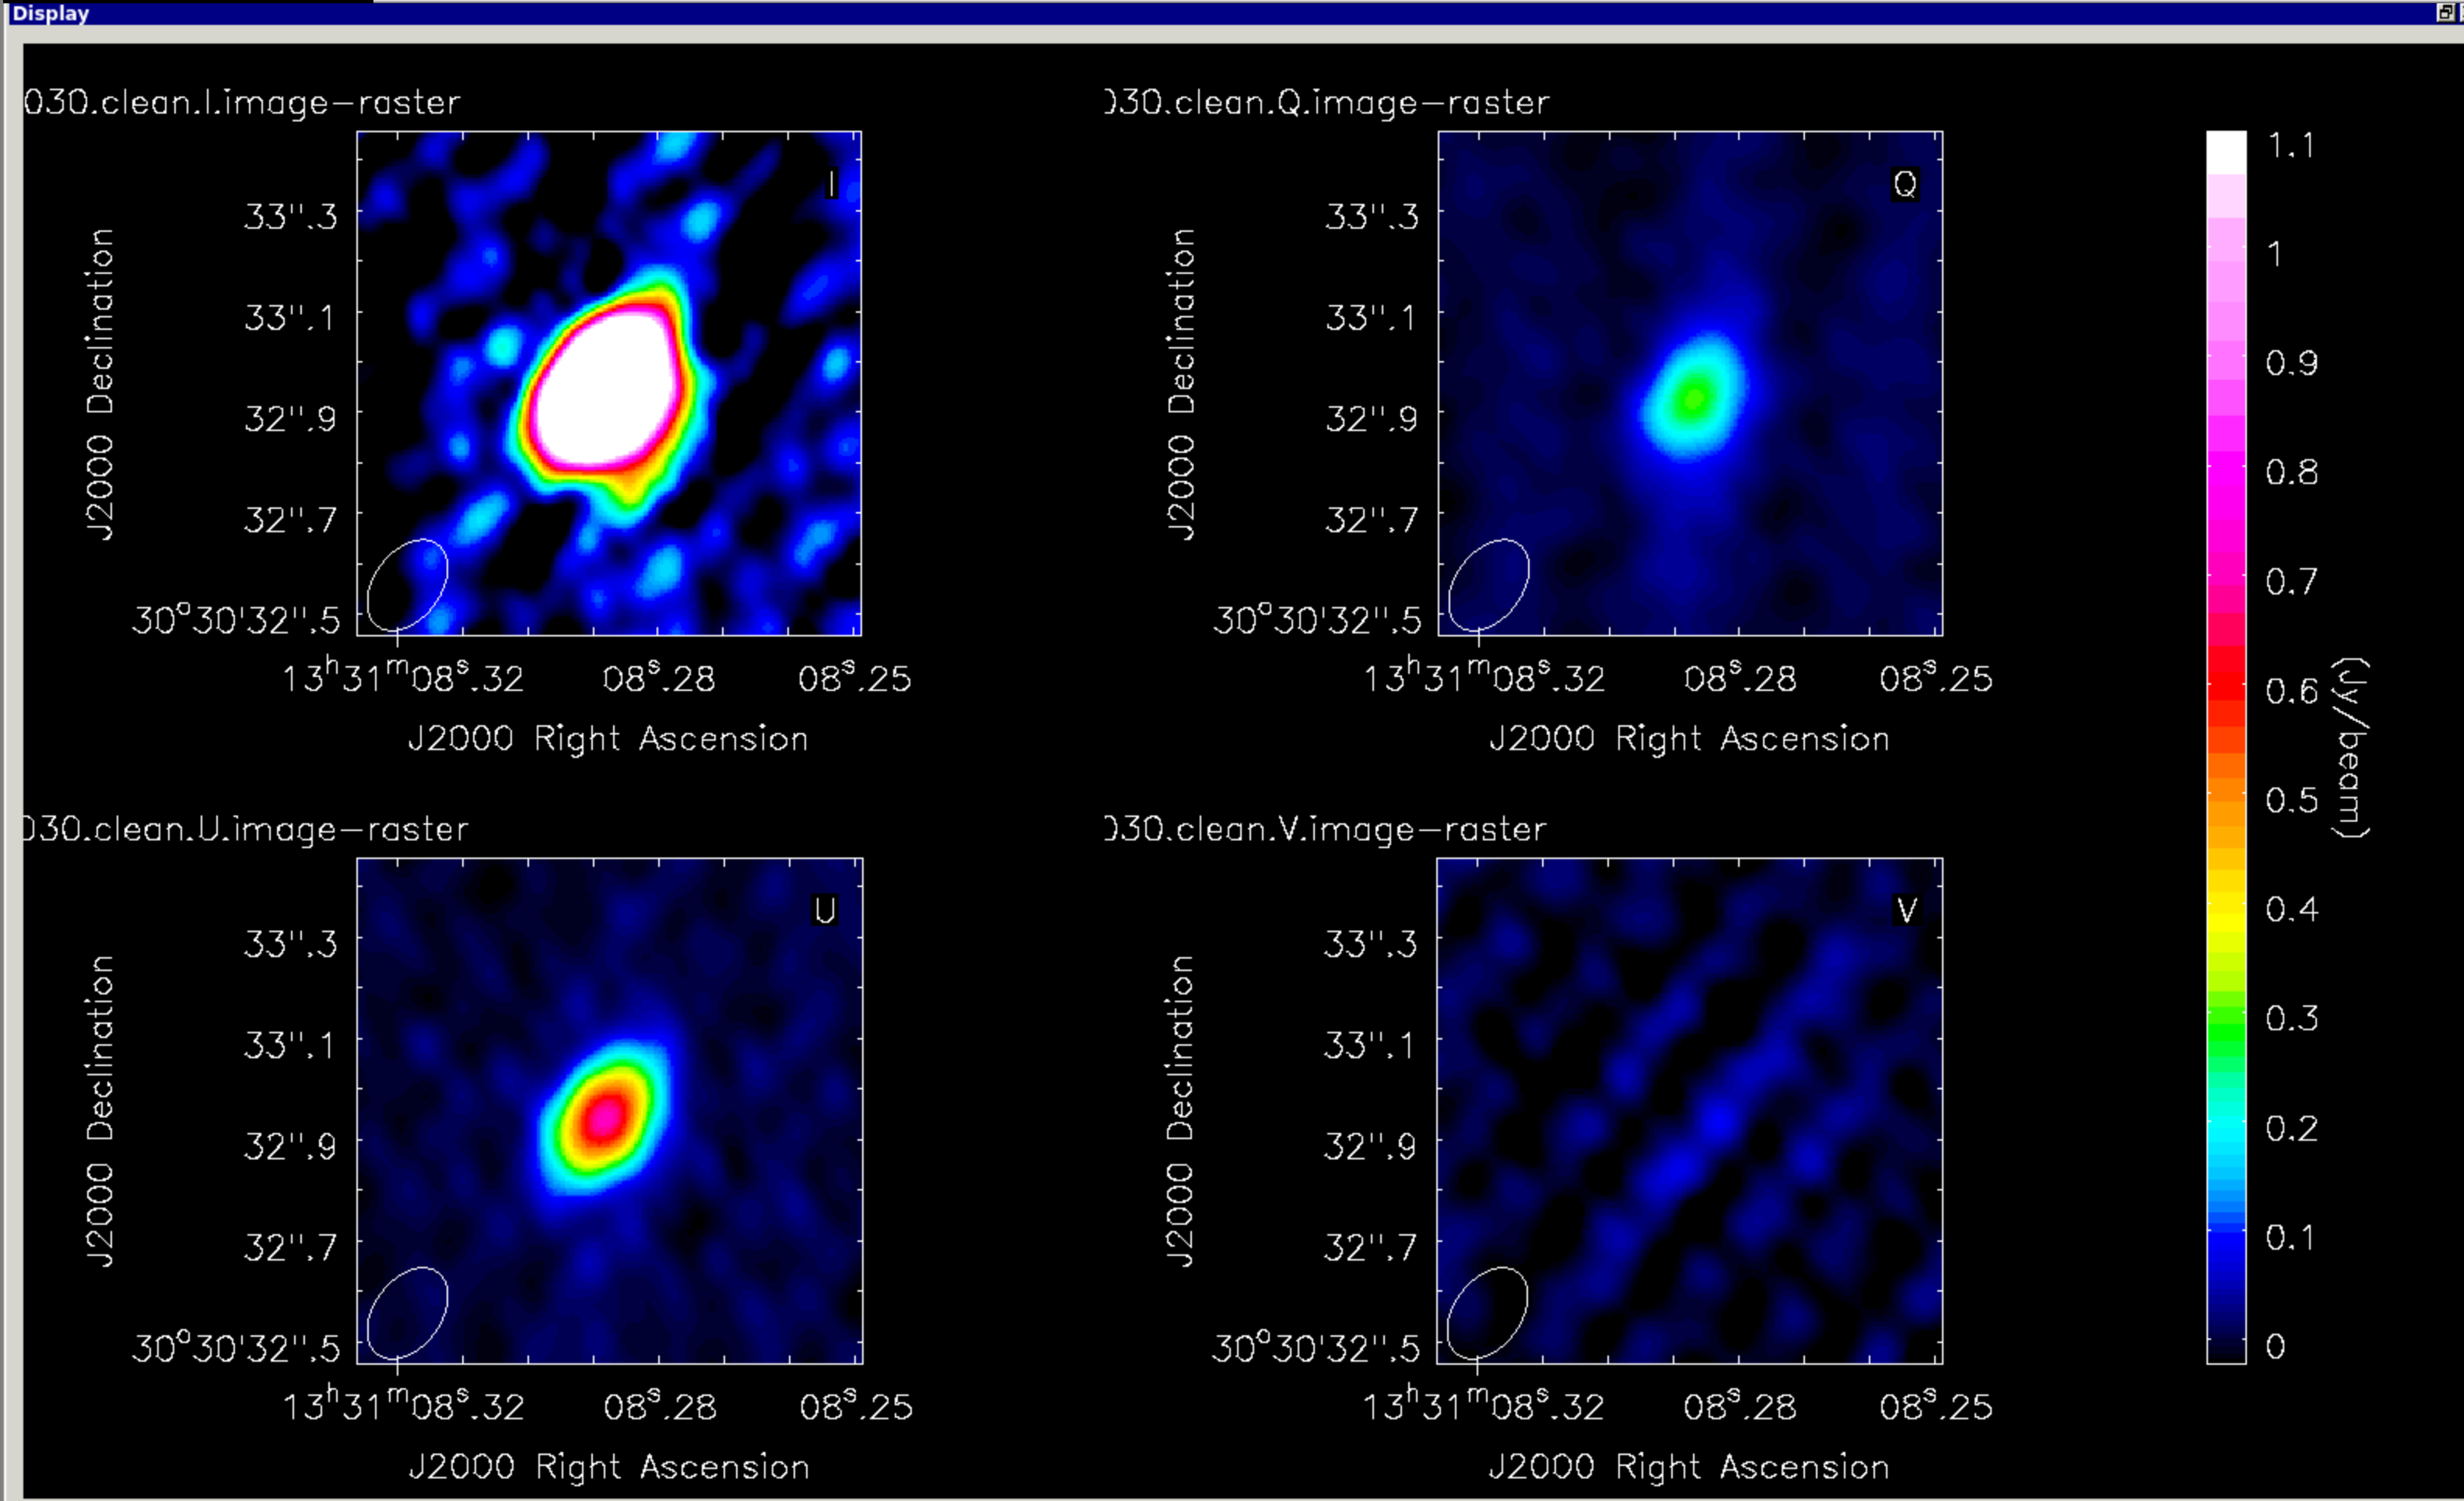 Display
030.clean.I.image-raster
I
J2000 Declination
33".3
33".1
32".9
32".7
30°30'32".5
13h31m08s.32 08s.28 08s.25
J2000 Right Ascension
030.clean.Q.image-raster
Q
J2000 Declination
33".3
33".1
32".9
32".7
30°30'32".5
13h31m08s.32 08s.28 08s.25
J2000 Right Ascension
030.clean.U.image-raster
U
J2000 Declination
33".3
33".1
32".9
32".7
30°30'32".5
13h31m08s.32 08s.28 08s.25
J2000 Right Ascension
030.clean.V.image-raster
V
J2000 Declination
33".3
33".1
32".9
32".7
30°30'32".5
13h31m08s.32 08s.28 08s.25
J2000 Right Ascension
1.1
1
0.9
0.8
0.7
0.6
0.5
0.4
0.3
0.2
0.1
0
(Jy/beam)